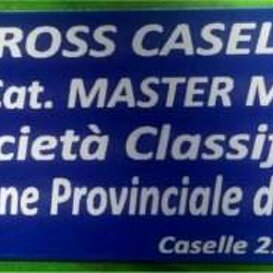 ROSS CASEL
Cat. MASTER M
cietà Classif
ne Provinciale d
Caselle 2